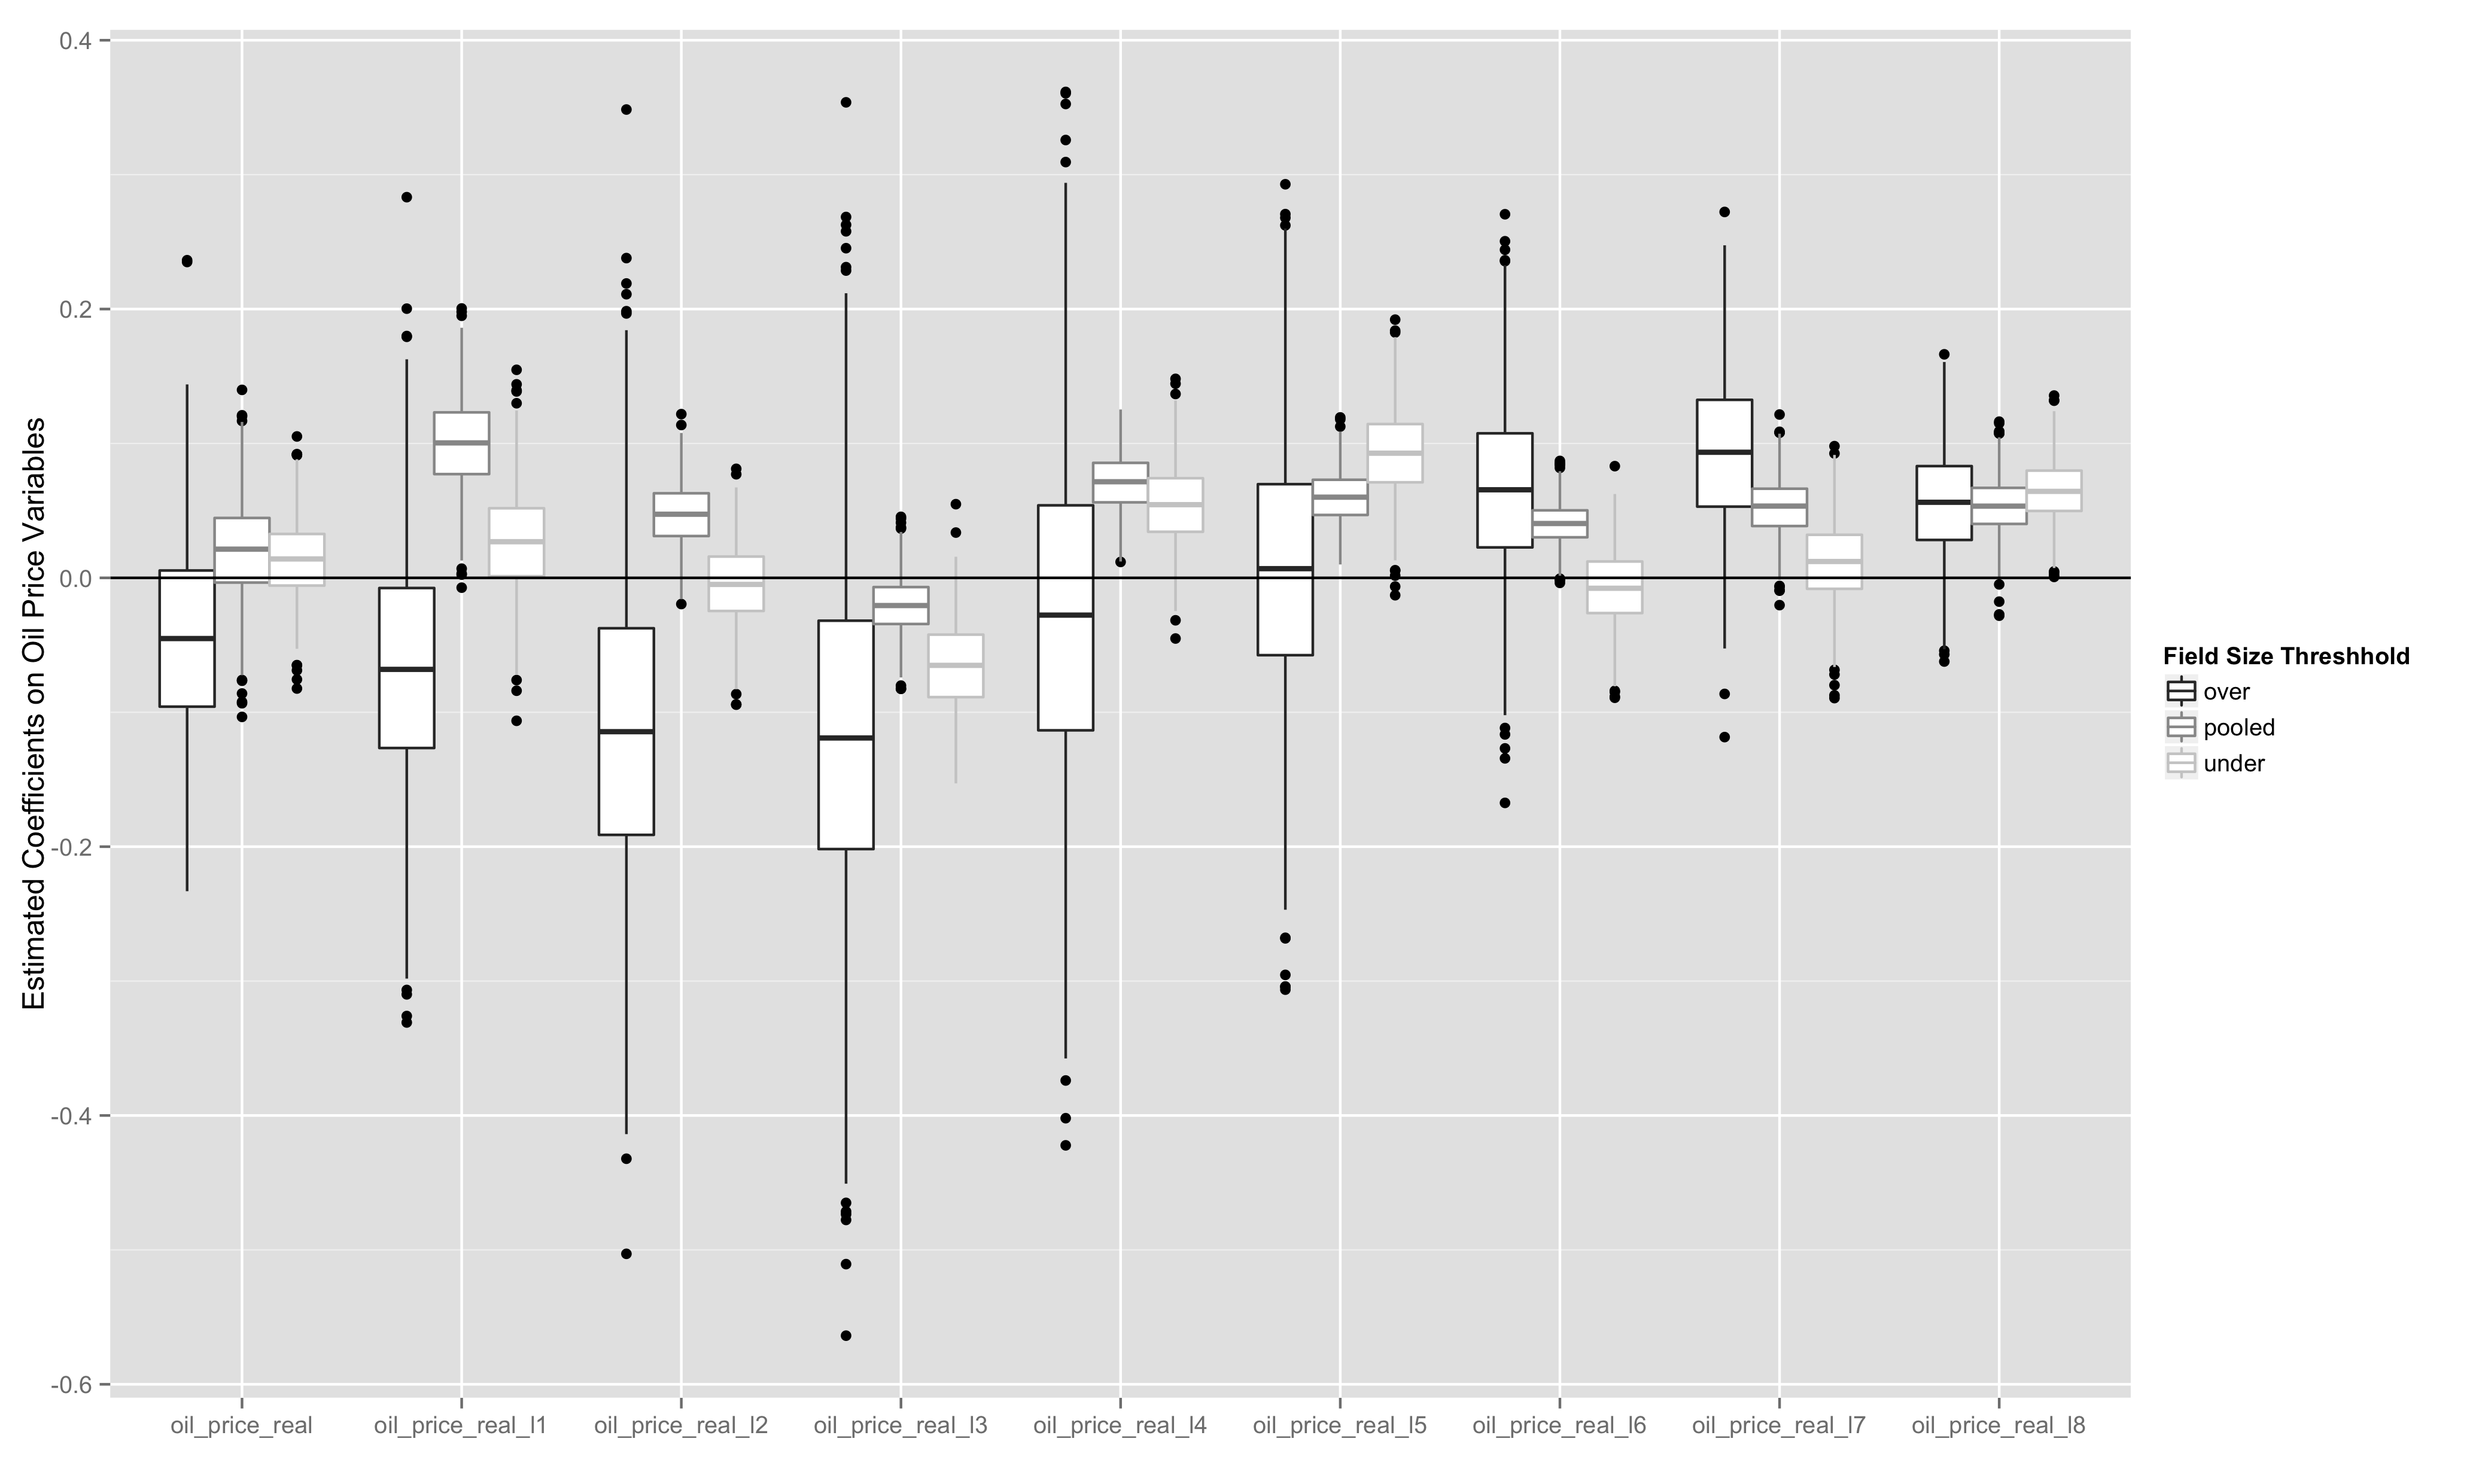 Estimated Coefficients on Oil Price Variables
0.4
0.2
0.0
-0.2
-0.4
-0.6
oil_price_real
oil_price_real_l1
oil_price_real_l2
oil_price_real_l3
oil_price_real_l4
oil_price_real_l5
oil_price_real_l6
oil_price_real_l7
oil_price_real_l8
Field Size Threshhold
over
pooled
under